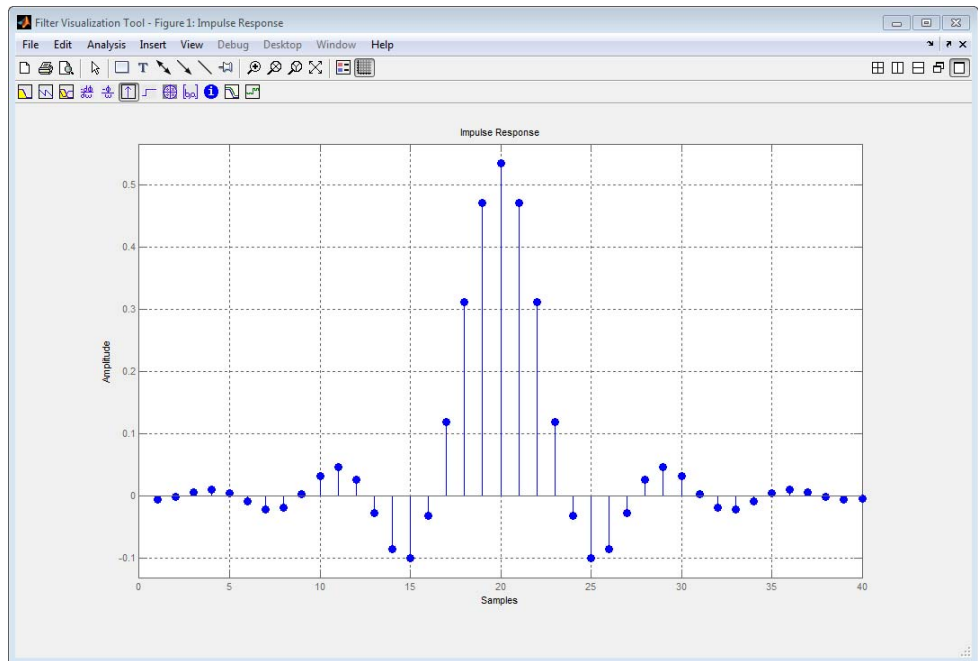 Filter Visualization Tool - Figure 1: Impulse Response
File Edit Analysis Insert View Debug Desktop Window Help
Impulse Response
Amplitude
0.5
0.4
0.3
0.2
0.1
0
-0.1
0 5 10 15 20 25 30 35 40
Samples